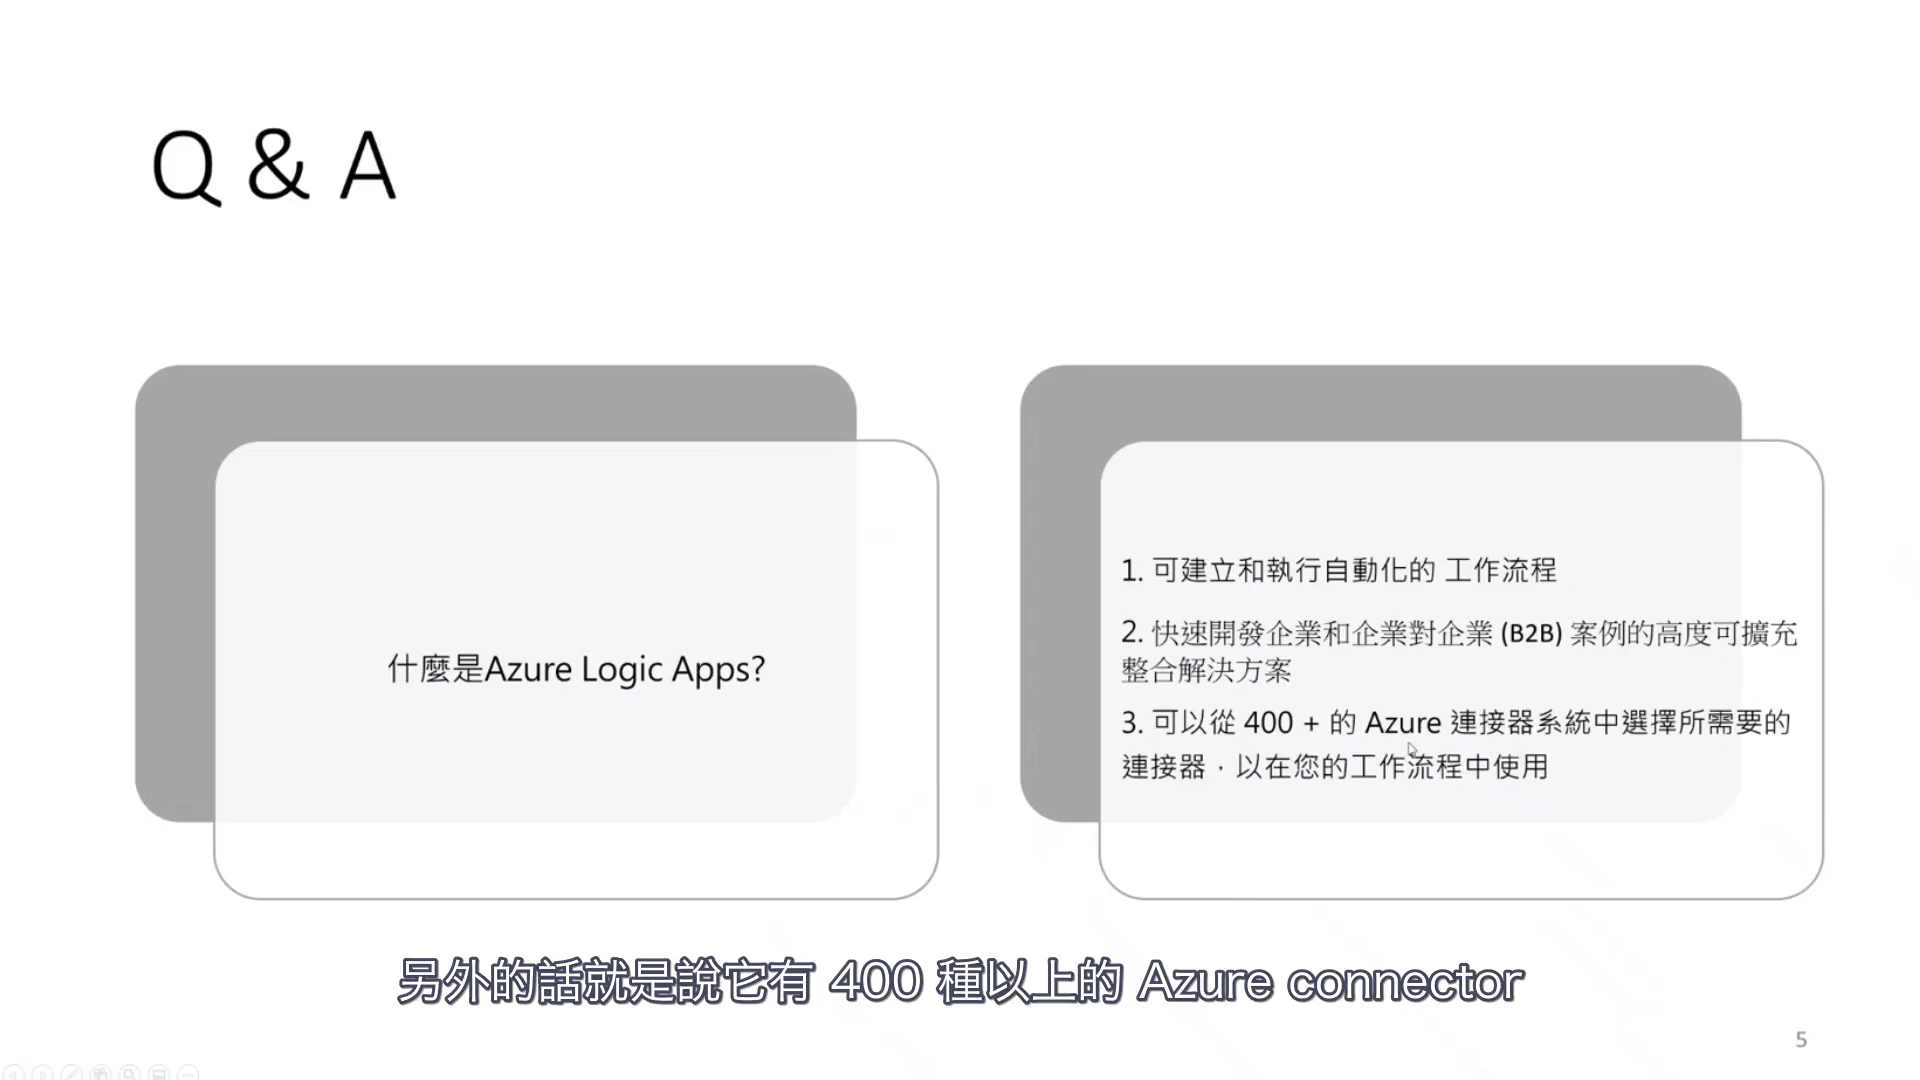 Q & A
什麼是Azure Logic Apps?
1. 可建立和執行自動化的 工作流程
2. 快速開發企業和企業對企業 (B2B) 案例的高度可擴充
整合解決方案
3. 可以從 400 + 的 Azure 連接器系統中選擇所需要的
連接器，以在您的工作流程中使用
另外的話就是說它有 400 種以上的 Azure connector
5